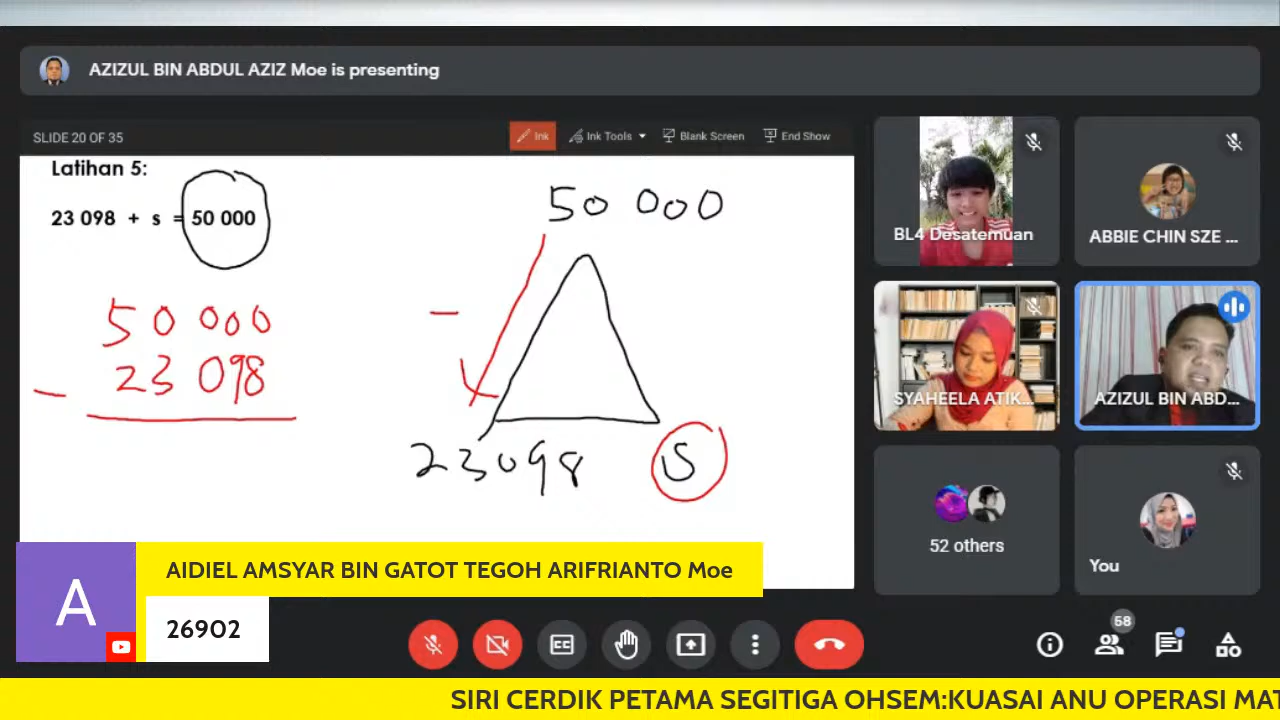 AZIZUL BIN ABDUL AZIZ Moe is presenting
SLIDE 20 OF 35
Ink
Ink Tools
Blank Screen
End Show
Latihan 5:
23 098 + s = 50 000
50 000
23 098
−
50 000
−
23098
S
BL4 Desatemuan
ABBIE CHIN SZE ...
SYAHEELA ATIK...
AZIZUL BIN ABD...
52 others
You
A
AIDIEL AMSYAR BIN GATOT TEGOH ARIFRIANTO Moe
26902
58
SIRI CERDIK PETAMA SEGITIGA OHSEM:KUASAI ANU OPERASI MAT